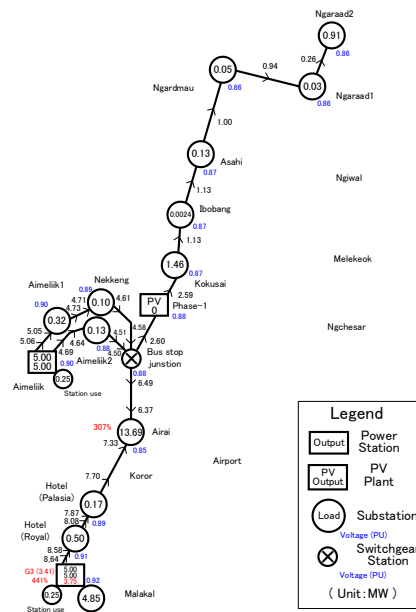 Ngaraad2
0.91
0.86
0.26
Ngardmau
0.05
0.94
0.86
0.03
0.86
Ngaraad1
1.00
0.13
Asahi
0.87
Ngiwal
1.13
0.0024
Ibobang
0.87
1.13
Melekeok
1.46
Kokusai
0.87
2.59
Nekkeng
0.89
4.71
4.73
0.10
4.61
PV
0
Phase-1
0.88
Aimeliik1
0.90
0.32
4.58
Ngchesar
5.05
5.06
0.13
4.51
4.50
2.60
4.64
4.69
0.88
Aimeliik2
Bus stop
junstion
0.88
5.00
5.00
0.90
Aimeliik
0.25
Station use
6.49
6.37
307%
13.69
Airai
0.85
7.33
Airport
Koror
7.70
Hotel
(Palasia)
0.17
0.89
7.87
8.08
Hotel
(Royal)
0.50
0.91
8.58
8.64
G3 (3.41)
441%
5.00
5.00
3.75
0.92
0.25
Station use
4.85
Malakal
Legend
Output
Power
Station
PV
Output
PV
Plant
Load
Substation
Voltage (PU)
Switchgear
Station
Voltage (PU)
( Unit : MW )